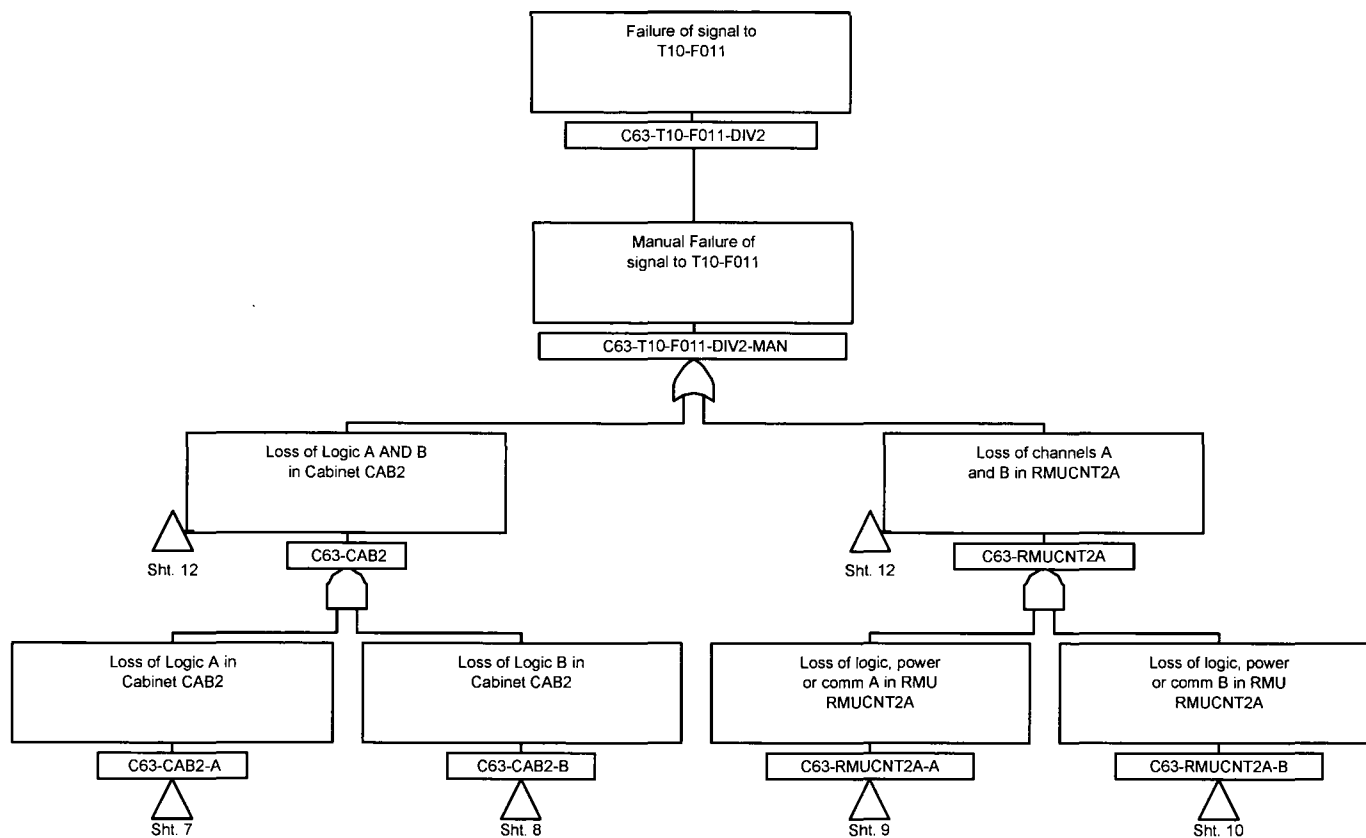 Failure of signal to
T10-F011
C63-T10-F011-DIV2
Manual Failure of
signal to T10-F011
C63-T10-F011-DIV2-MAN
Loss of Logic A AND B
in Cabinet CAB2
Sht. 12
C63-CAB2
Loss of channels A
and B in RMUCNT2A
Sht. 12
C63-RMUCNT2A
Loss of Logic A in
Cabinet CAB2
C63-CAB2-A
Sht. 7
Loss of Logic B in
Cabinet CAB2
C63-CAB2-B
Sht. 8
Loss of logic, power
or comm A in RMU
RMUCNT2A
C63-RMUCNT2A-A
Sht. 9
Loss of logic, power
or comm B in RMU
RMUCNT2A
C63-RMUCNT2A-B
Sht. 10